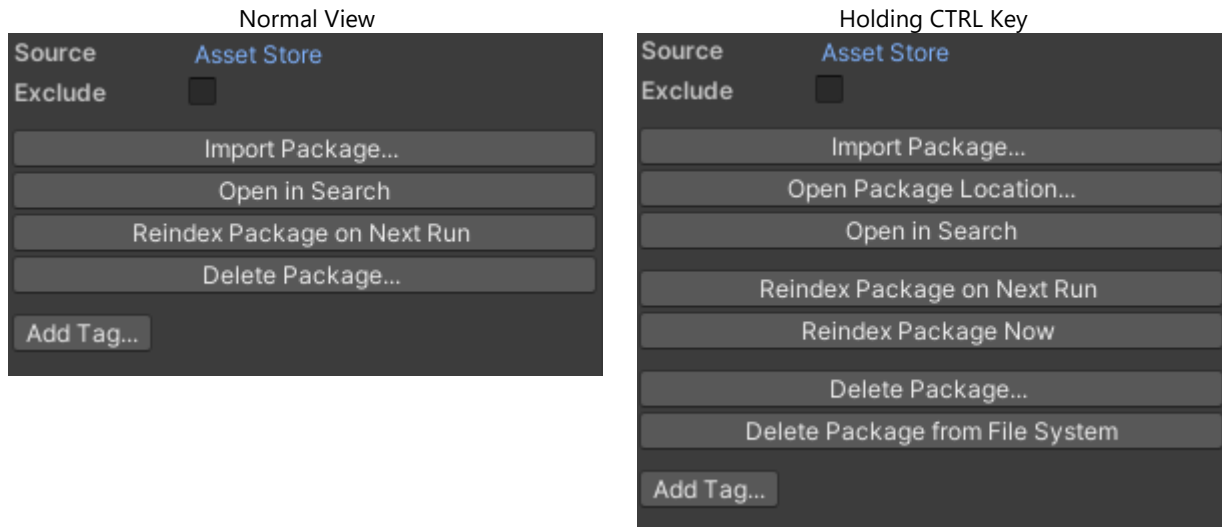 Normal View
Source Asset Store
Exclude
Import Package...
Open in Search
Reindex Package on Next Run
Delete Package...
Add Tag...
Holding CTRL Key
Source Asset Store
Exclude
Import Package...
Open Package Location...
Open in Search
Reindex Package on Next Run
Reindex Package Now
Delete Package...
Delete Package from File System
Add Tag...